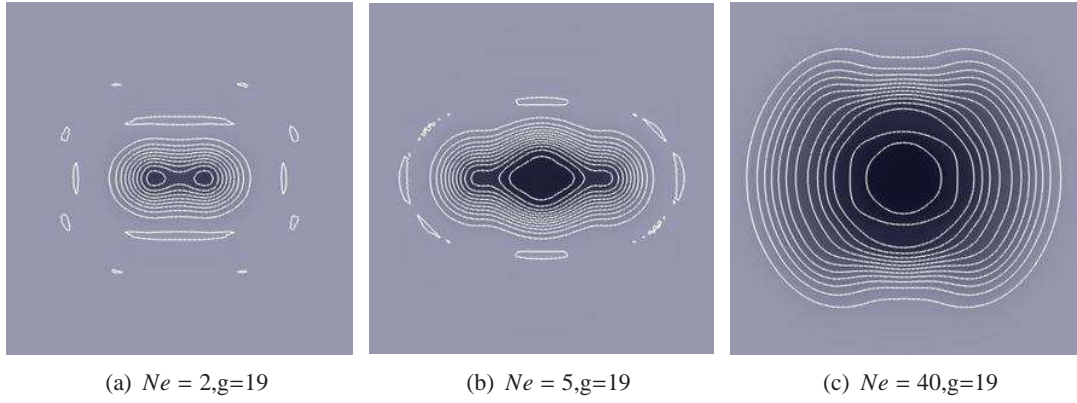 (a) Ne = 2,g=19
(b) Ne = 5,g=19
(c) Ne = 40,g=19